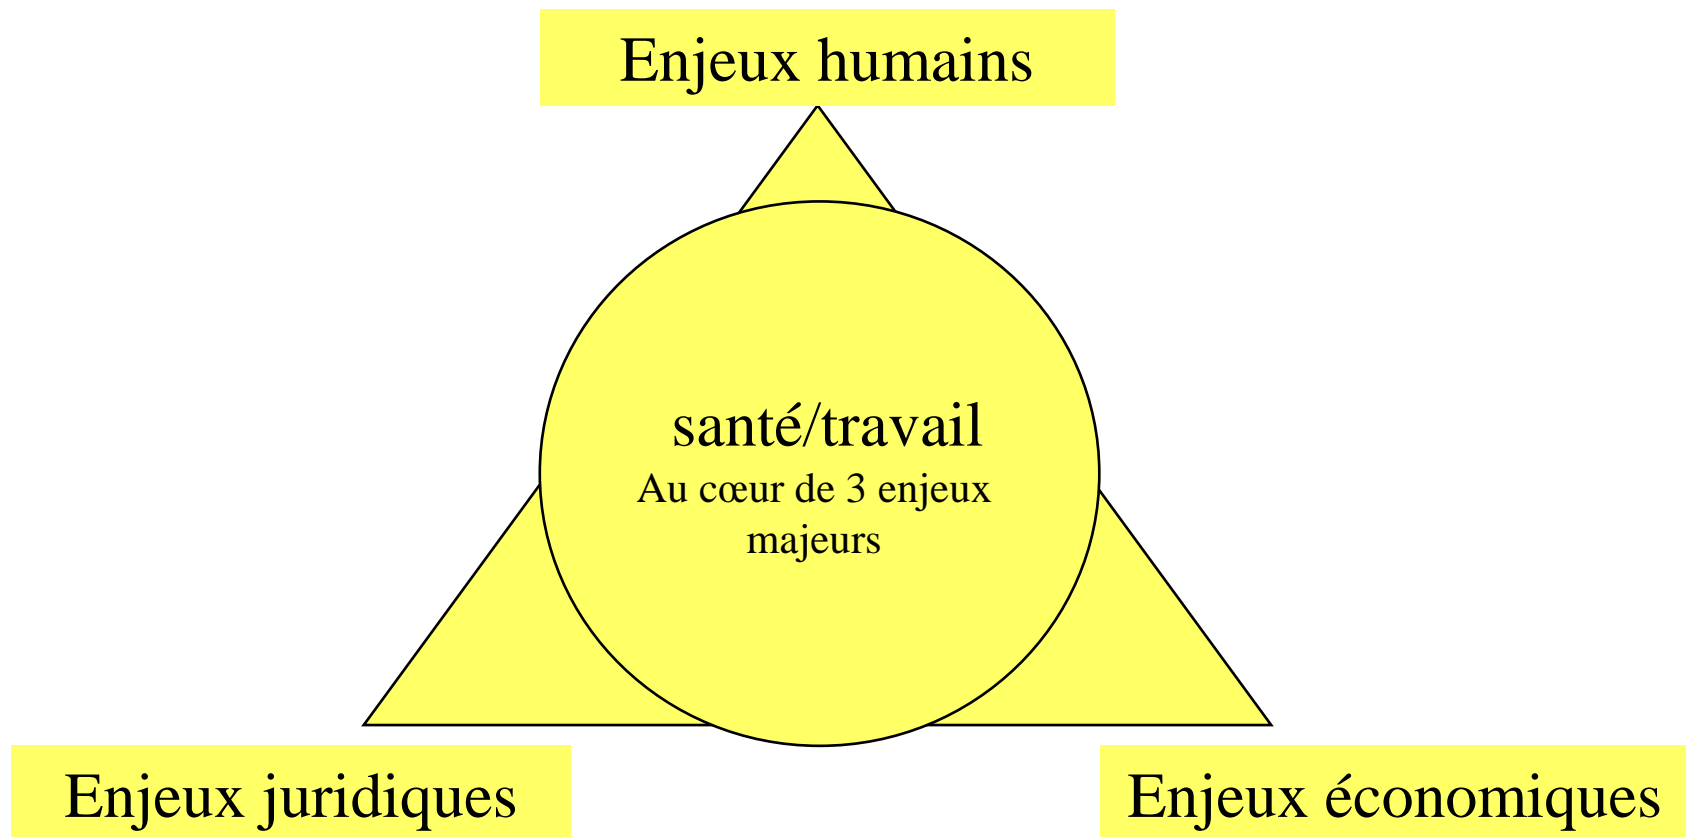 Enjeux humains
santé/travail
Au cœur de 3 enjeux
majeurs
Enjeux juridiques
Enjeux économiques